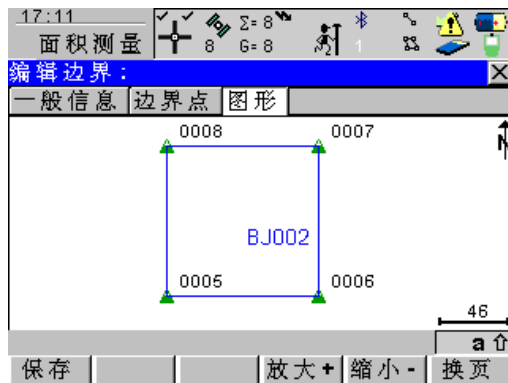 17:11
面积测量
8 Σ=8
G=8
1
编辑边界:
一般信息 边界点 图形
0008 0007
BJ002
0005 0006
46
a
保存 放大+ 缩小- 换页